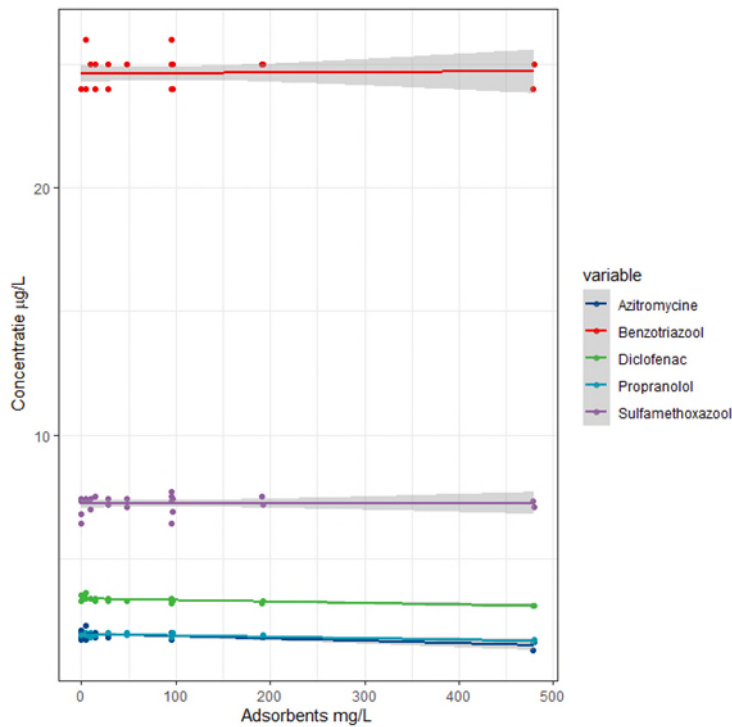 Concentratie µg/L
20
10
0
100
200
300
400
500
Adsorbents mg/L
variable
Azitromycine
Benzotriazool
Diclofenac
Propranolol
Sulfamethoxazool